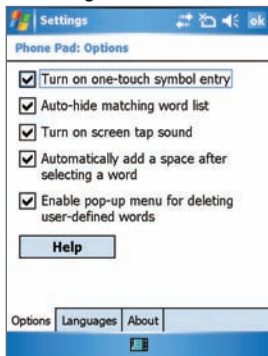 Settings ok
Phone Pad: Options
Turn on one-touch symbol entry
Auto-hide matching word list
Turn on screen tap sound
Automatically add a space after
selecting a word
Enable pop-up menu for deleting
user-defined words
Help
Options Languages About